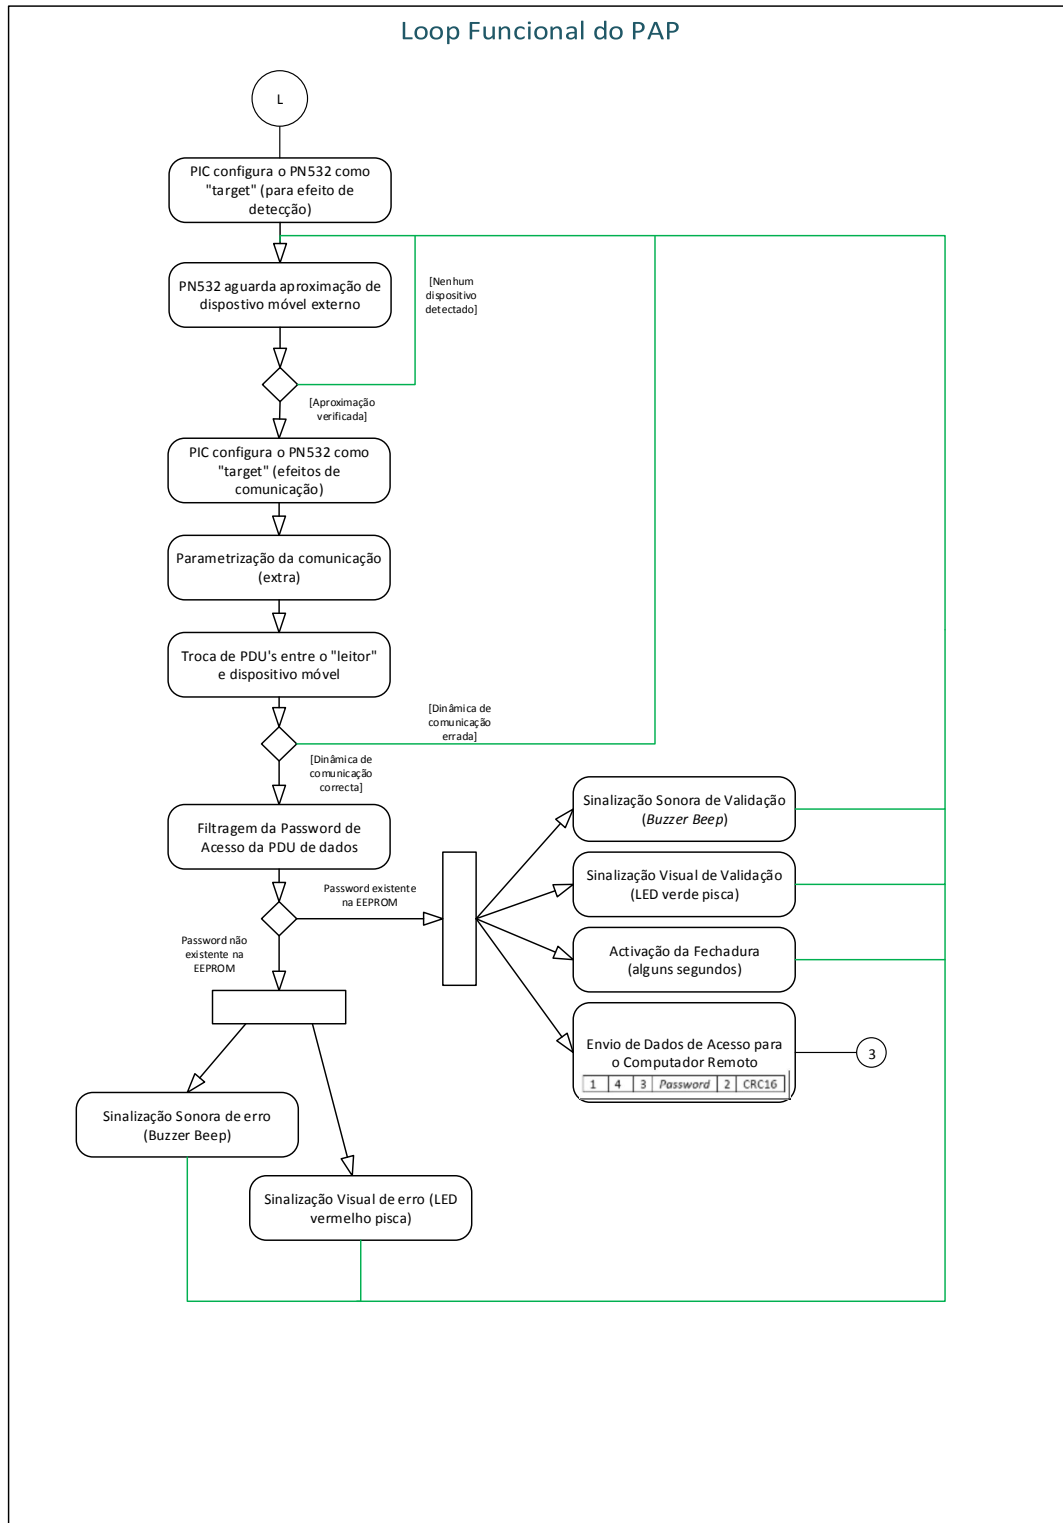 Loop Funcional do PAP
L
PIC configura o PN532 como
"target" (para efeito de
detecção)
PN532 aguarda aproximação de
dispostivo móvel externo
[Nenhum
dispositivo
detectado]
[Aproximação
verificada]
PIC configura o PN532 como
"target" (efeitos de
comunicação)
Parametrização da comunicação
(extra)
Troca de PDU's entre o "leitor"
e dispositivo móvel
[Dinâmica de
comunicação
errada]
[Dinâmica de
comunicação
correcta]
Filtragem da Password de
Acesso da PDU de dados
Password existente
na EEPROM
Password não
existente na
EEPROM
Sinalização Sonora de Validação
(Buzzer Beep)
Sinalização Visual de Validação
(LED verde pisca)
Activação da Fechadura
(alguns segundos)
Envio de Dados de Acesso para
o Computador Remoto
1 4 3 Password 2 CRC16
3
Sinalização Sonora de erro
(Buzzer Beep)
Sinalização Visual de erro (LED
vermelho pisca)